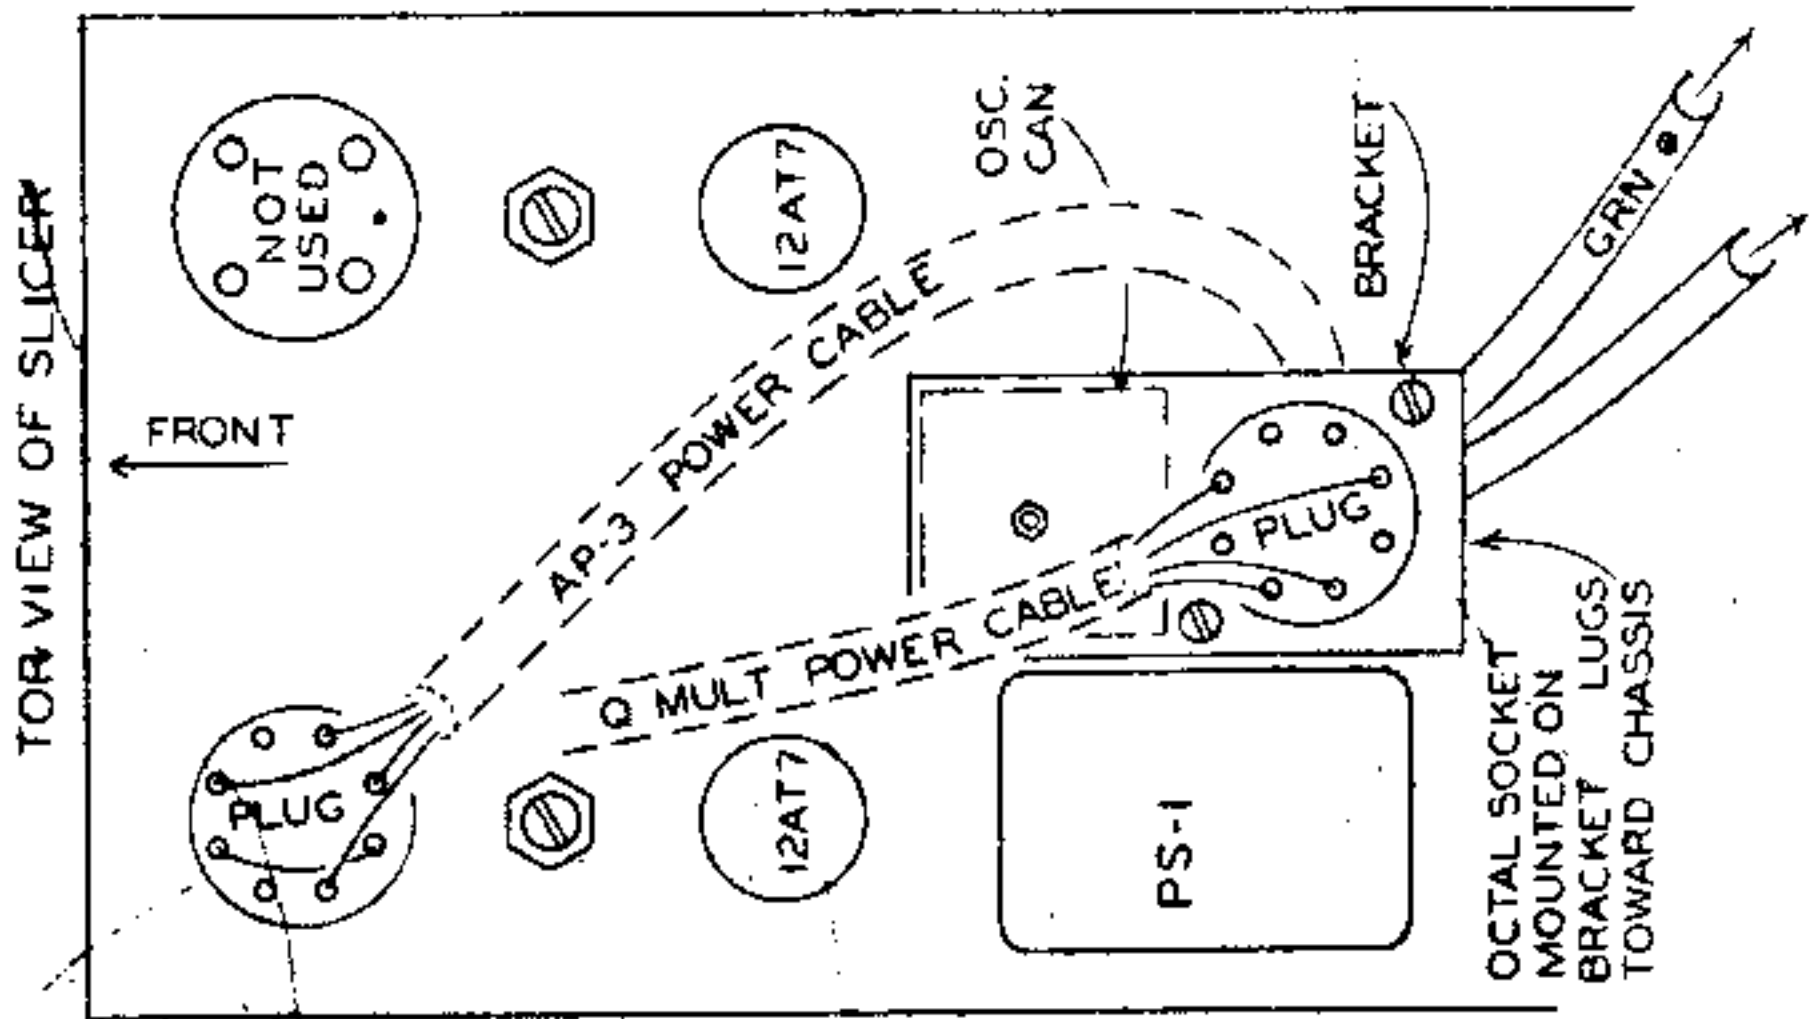 TOP VIEW OF SLICER
FRONT
NOT
USED
12AT7
OSC.
CAN
BRACKET
GRN
AP-3 POWER CABLE
Q MULT POWER CABLE
PLUG
PLUG
12AT7
PS-1
OCTAL SOCKET
MOUNTED ON
BRACKET LUGS
TOWARD CHASSIS